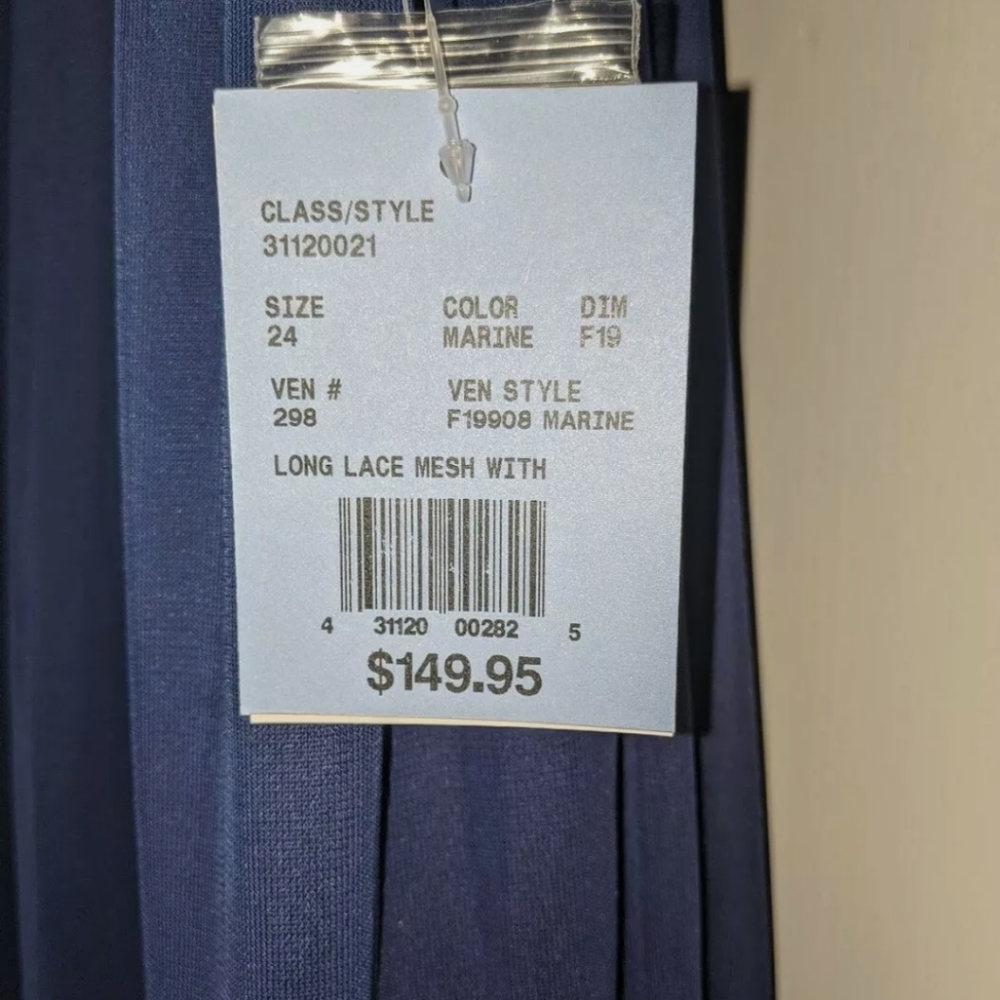 CLASS/STYLE
31120021
SIZE COLOR DIM
24 MARINE F19
VEN # VEN STYLE
298 F19908 MARINE
LONG LACE MESH WITH
4 31120 00282 5
$149.95